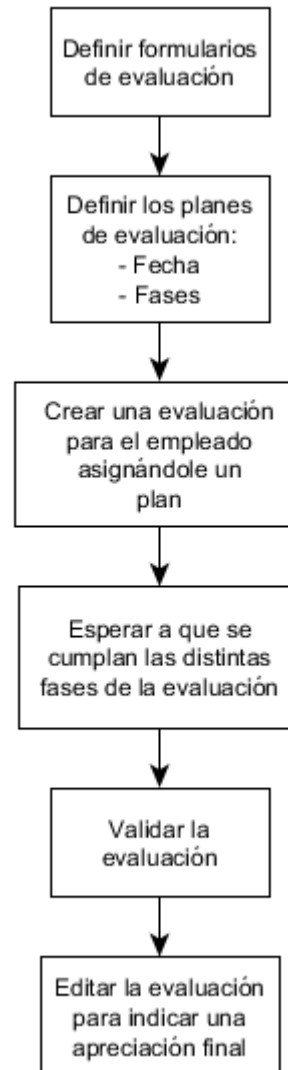 Definir formularios
de evaluación
Definir los planes
de evaluación:
- Fecha
- Fases
Crear una evaluación
para el empleado
asignándole un
plan
Esperar a que se
cumplan las distintas
fases de la evaluación
Validar la
evaluación
Editar la evaluación
para indicar una
apreciación final